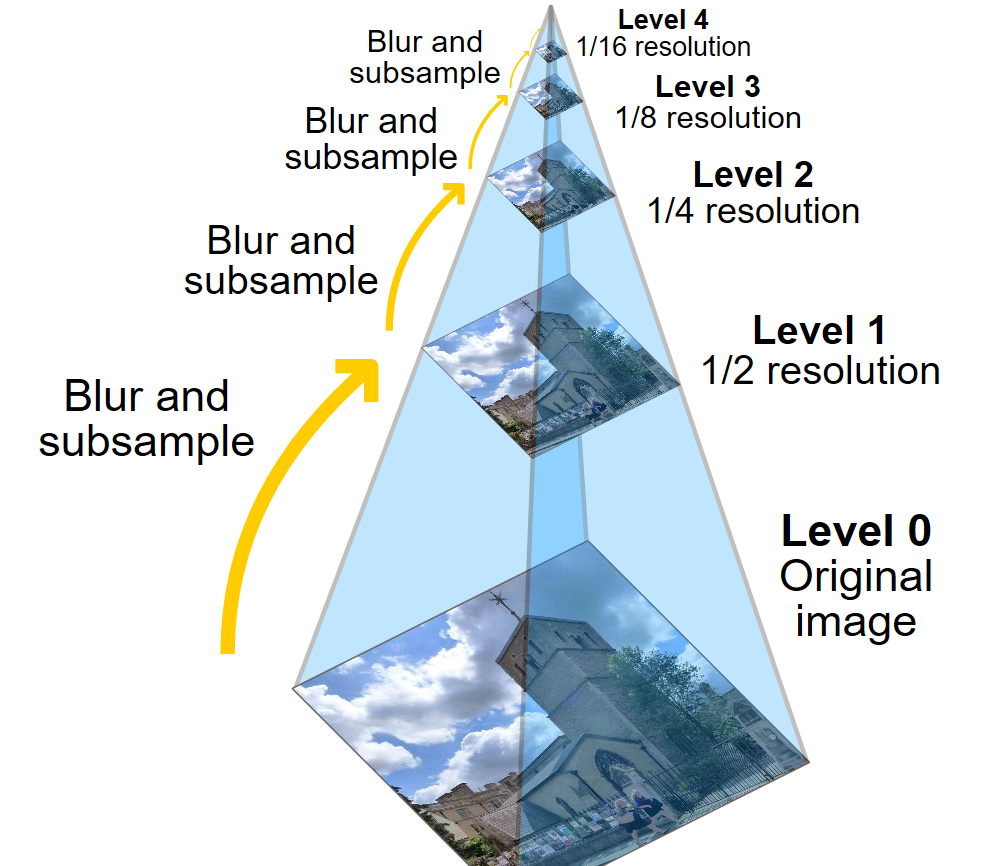 Level 4
1/16 resolution
Blur and
subsample
Level 3
1/8 resolution
Blur and
subsample
Level 2
1/4 resolution
Blur and
subsample
Level 1
1/2 resolution
Blur and
subsample
Level 0
Original
image